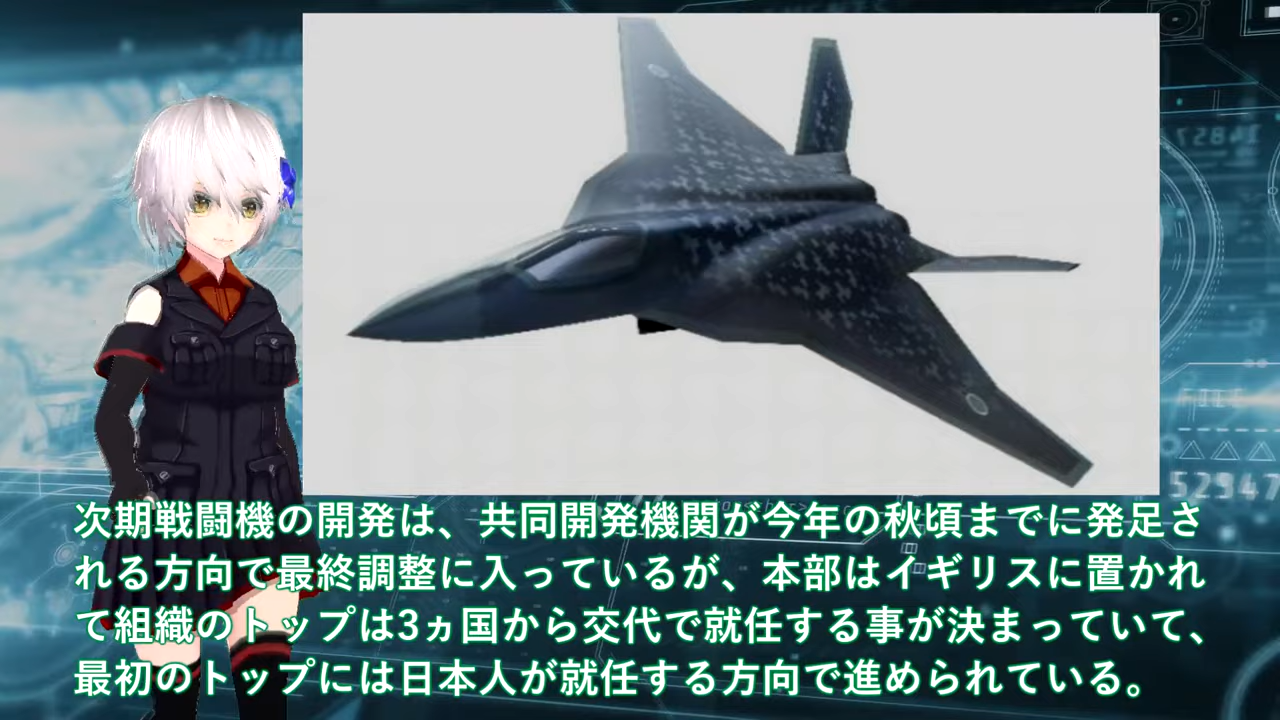 次期戦闘機の開発は、共同開発機関が今年の秋頃までに発足さ
れる方向で最終調整に入っているが、本部はイギリスに置かれ
て組織のトップは3ヵ国から交代で就任する事が決まっていて、
最初のトップには日本人が就任する方向で進められている。
52947